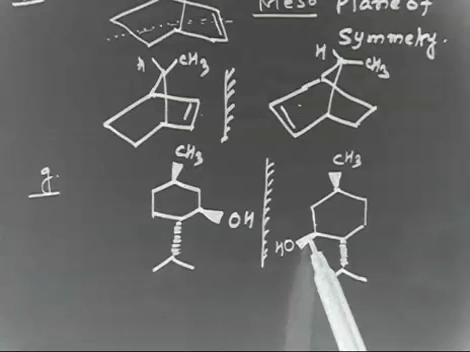 Meso Plane of
Symmetry.
H CH3
H CH3
g.
CH3
OH
CH3
HO